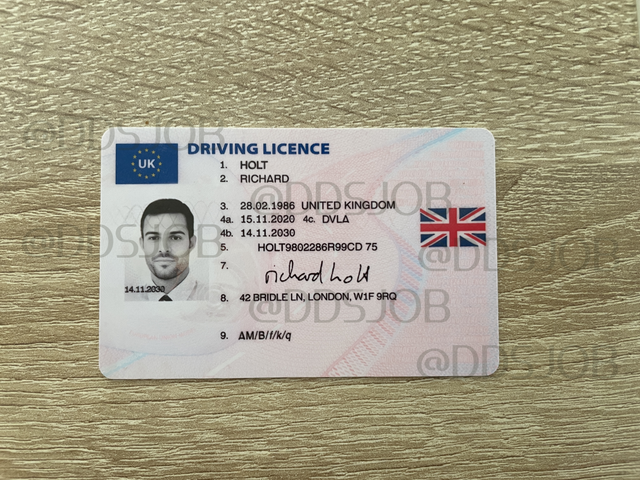 @DDSJOB
UK
DRIVING LICENCE
1. HOLT
2. RICHARD
@DDSJOB
3. 28.02.1986 UNITED KINGDOM
4a. 15.11.2020 4c. DVLA
4b. 14.11.2030
@DDSJOB
@DDSJOB
5. HOLT9802286R99CD 75
7. richard holt
14.11.2030
8. 42 BRIDLE LN, LONDON, W1F 9RQ
@DDSJOB
9. AM/B/f/k/q
@DDSJOB
@DDSJOB